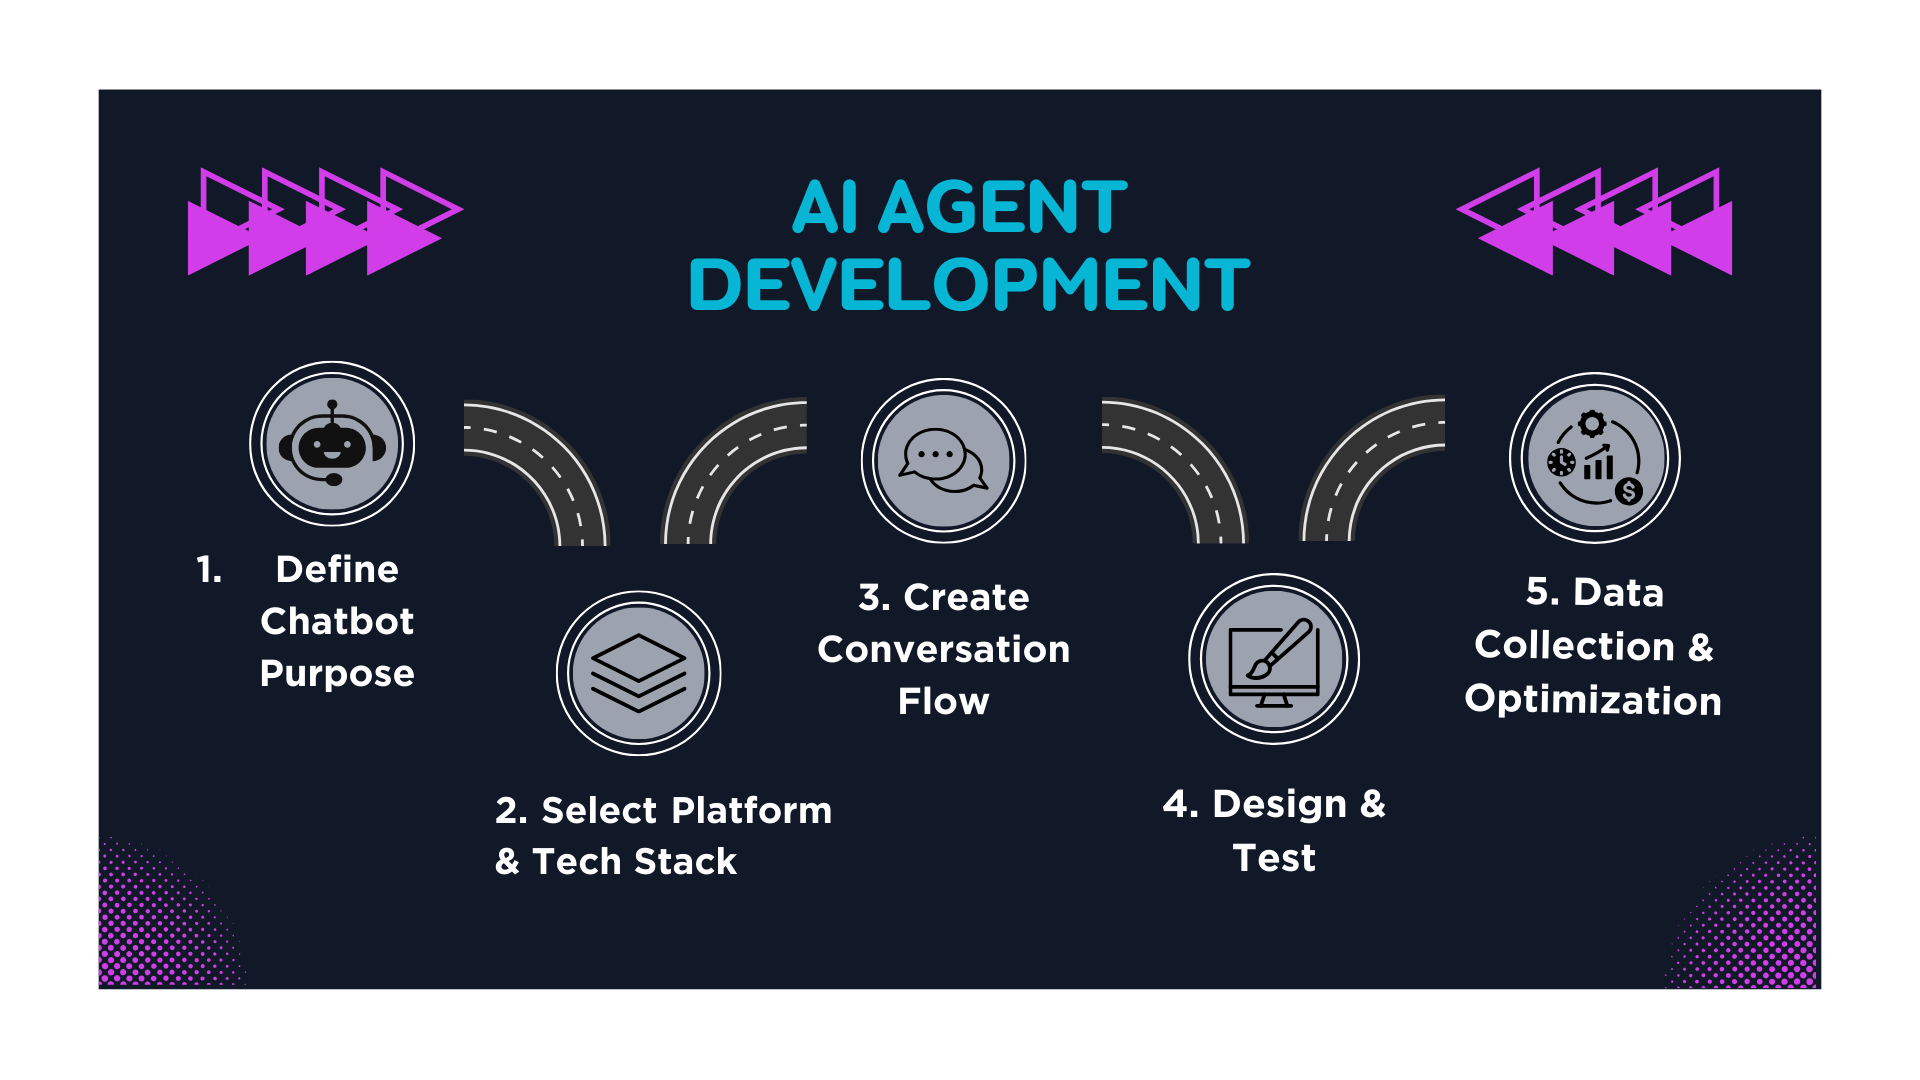 AI AGENT
DEVELOPMENT
1. Define
Chatbot
Purpose
2. Select Platform
& Tech Stack
3. Create
Conversation
Flow
4. Design &
Test
5. Data
Collection &
Optimization